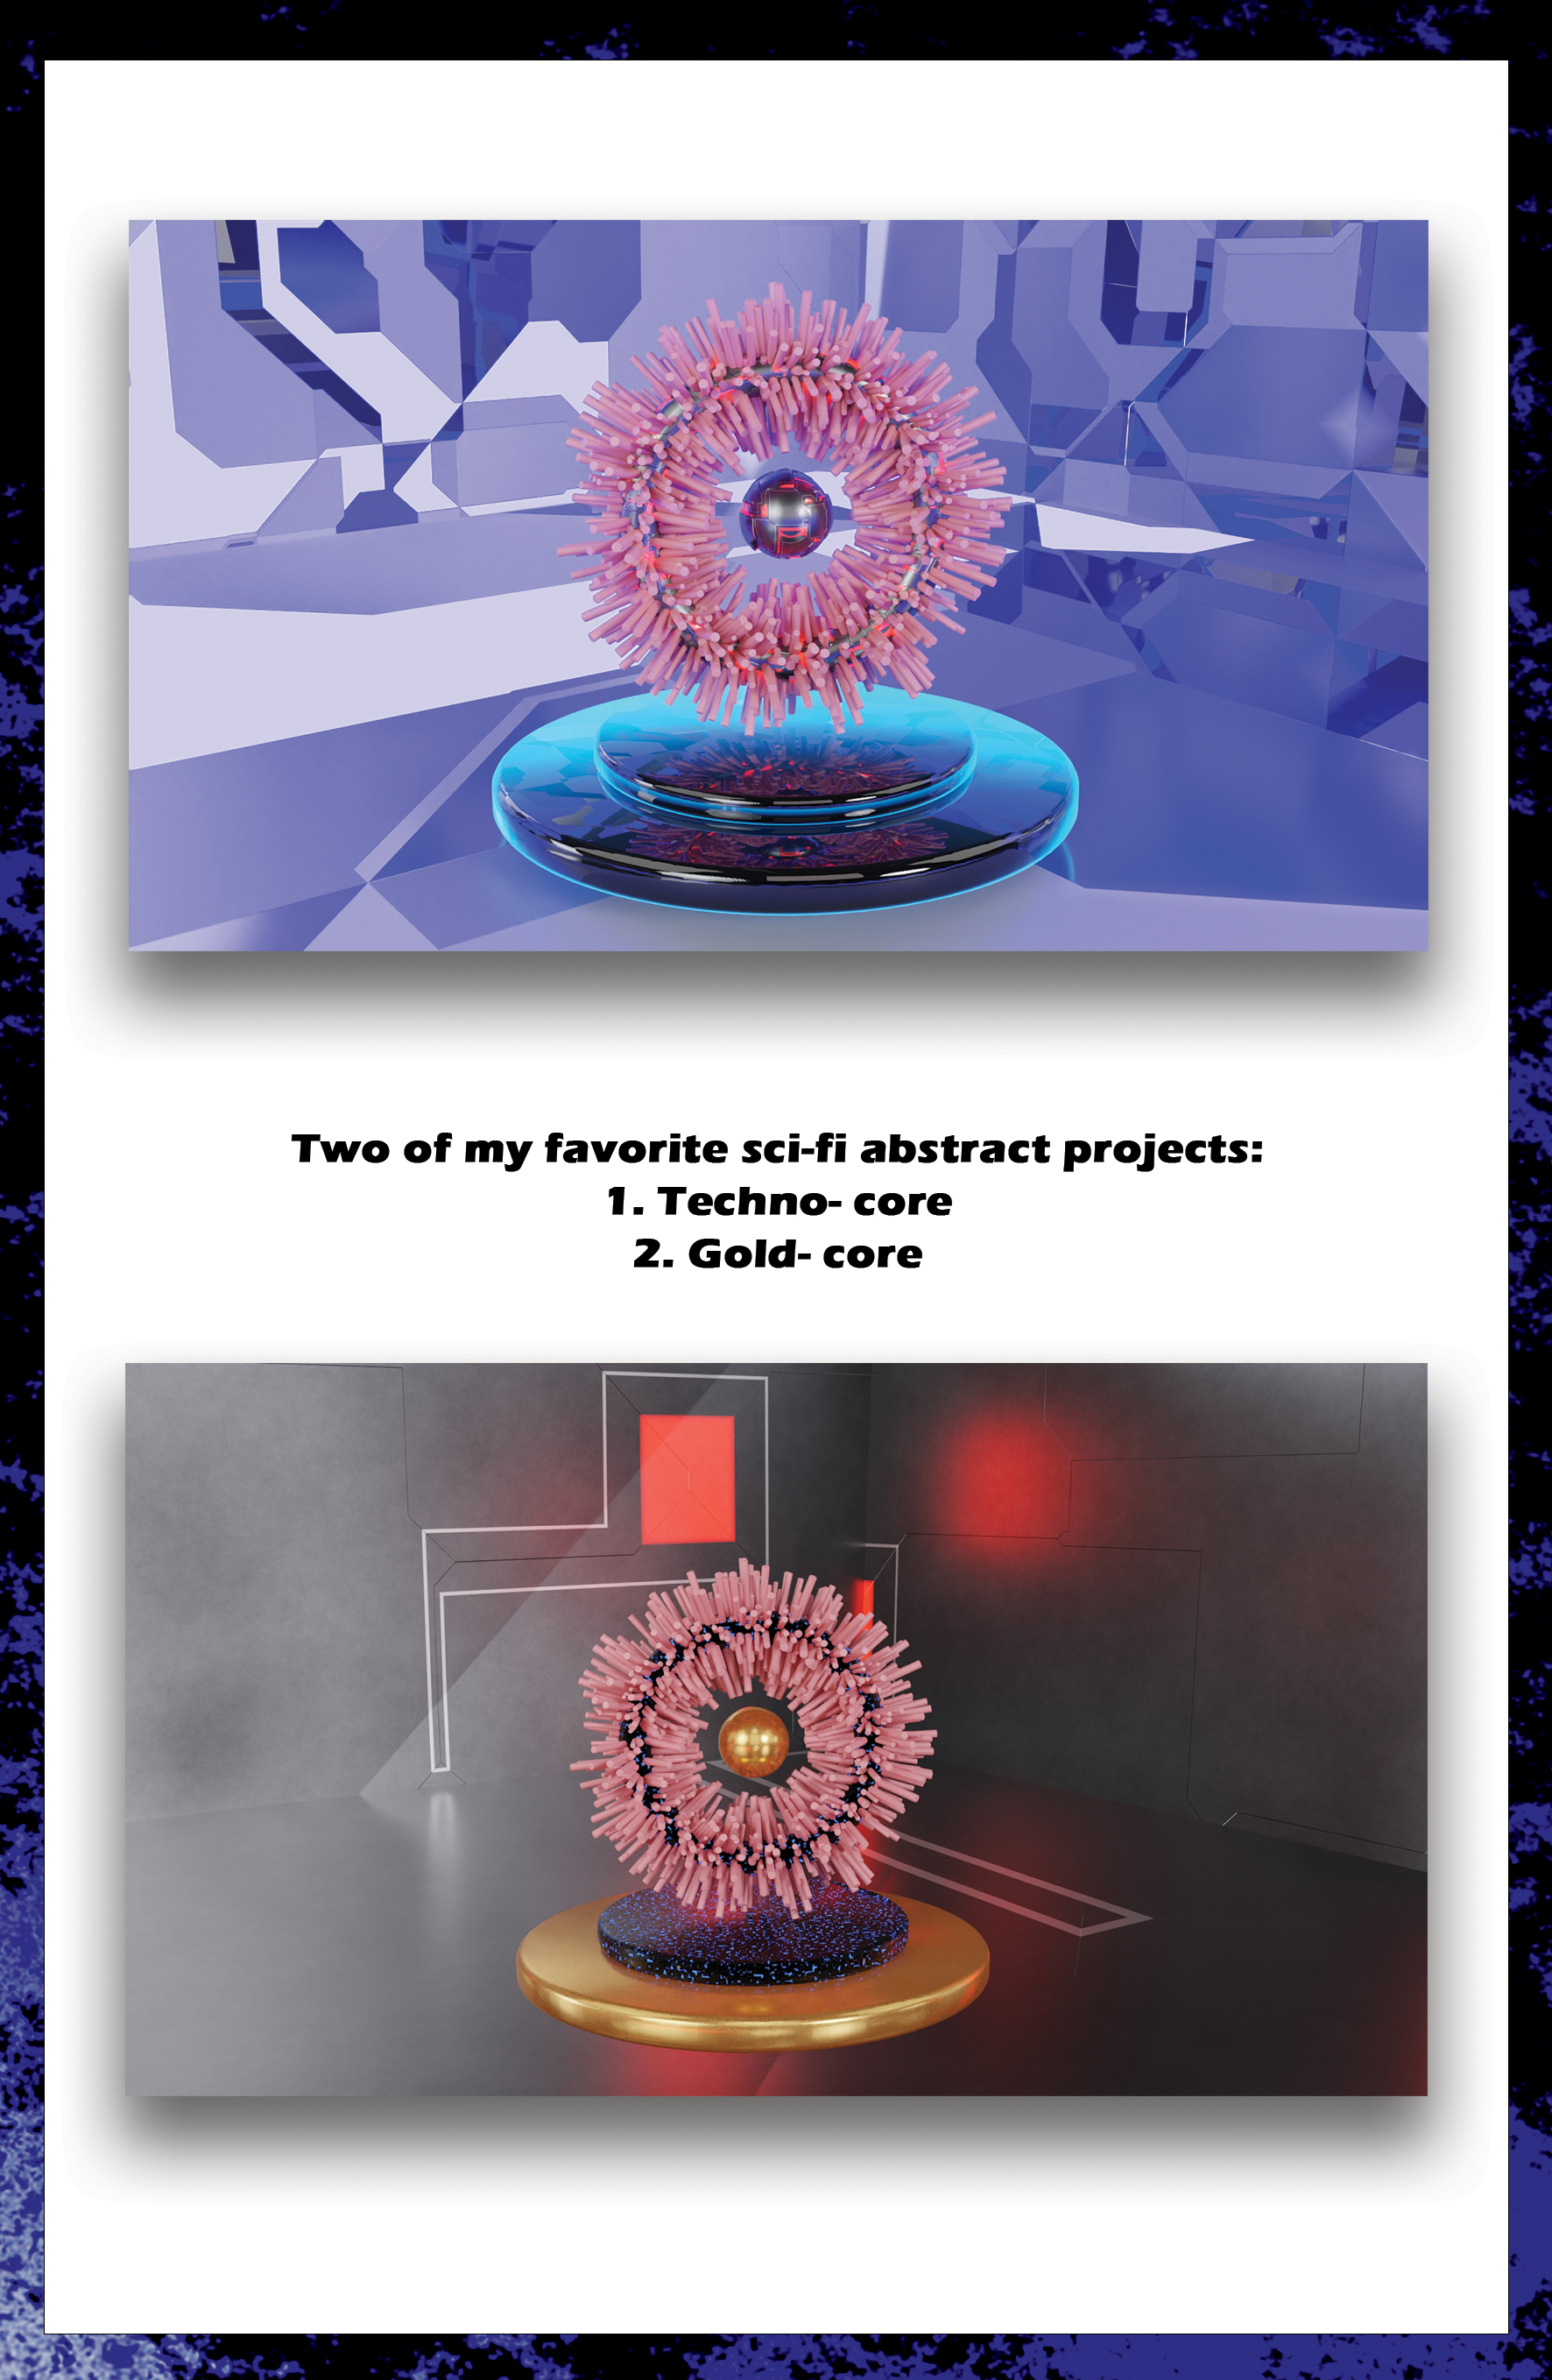 Two of my favorite sci-fi abstract projects:
1. Techno- core
2. Gold- core